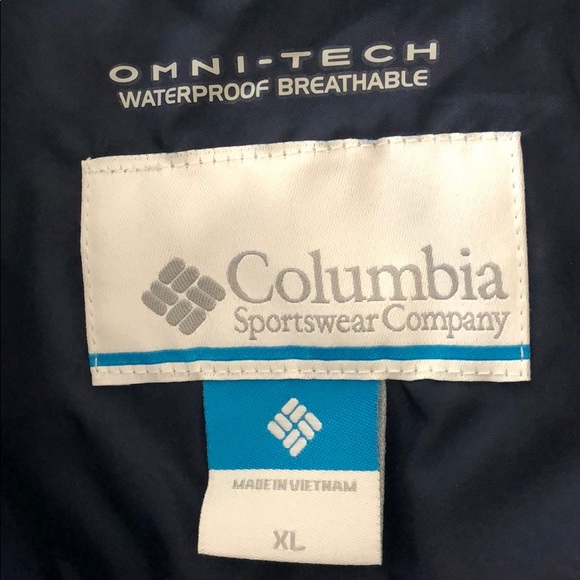 OMNI-TECH
WATERPROOF BREATHABLE
Columbia
Sportswear Company
MADE IN VIETNAM
XL